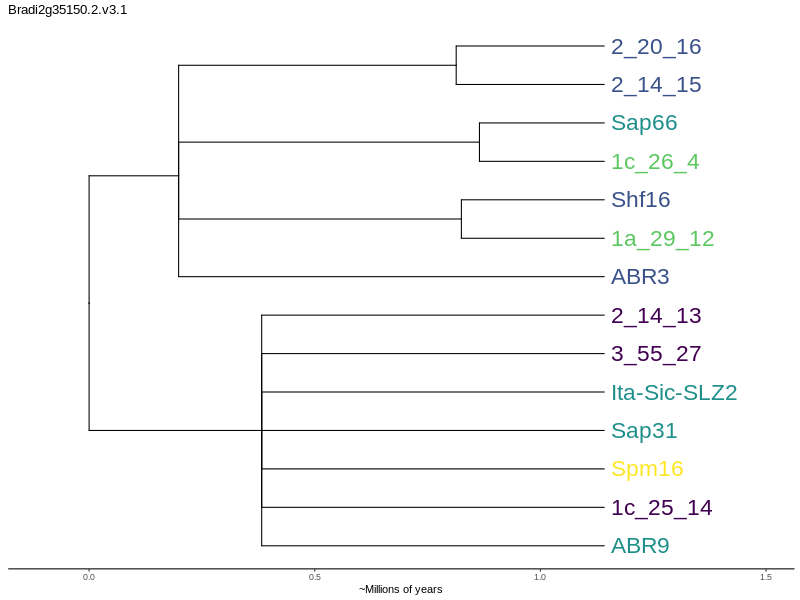 Bradi2g35150.2.v3.1
2_20_16
2_14_15
Sap66
1c_26_4
Shf16
1a_29_12
ABR3
2_14_13
3_55_27
Ita-Sic-SLZ2
Sap31
Spm16
1c_25_14
ABR9
0.0 0.5 1.0 1.5
~Millions of years